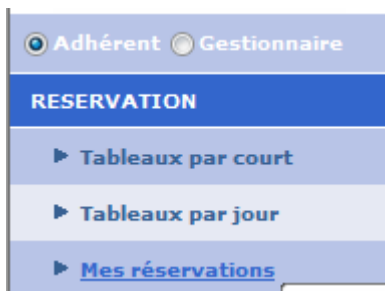 Adhérent Gestionnaire
RESERVATION
Tableaux par court
Tableaux par jour
Mes réservations